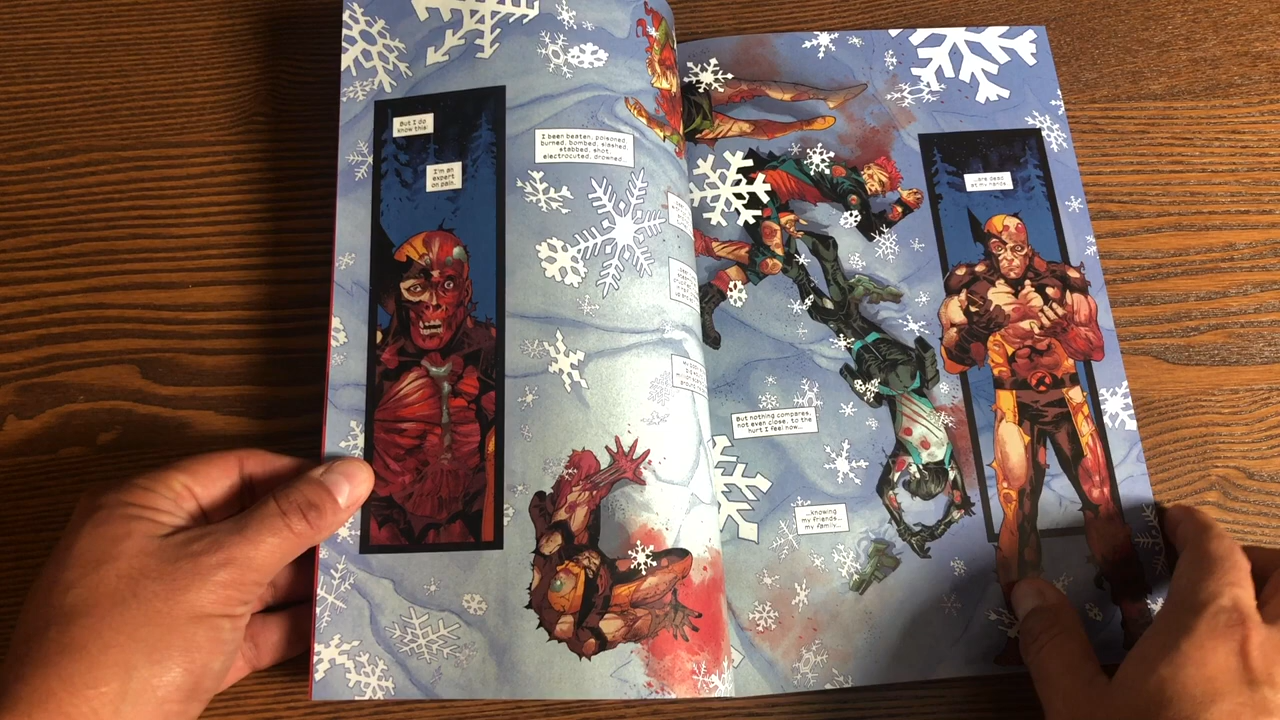 But I do
know this:
I'm an
expert
on pain.
I been beaten, poisoned,
burned, bombed, slashed,
stabbed, shot,
electrocuted, drowned...
But nothing compares,
not even close, to the
hurt I feel now...
...knowing
my friends...
my family...
...are dead
at my hands.